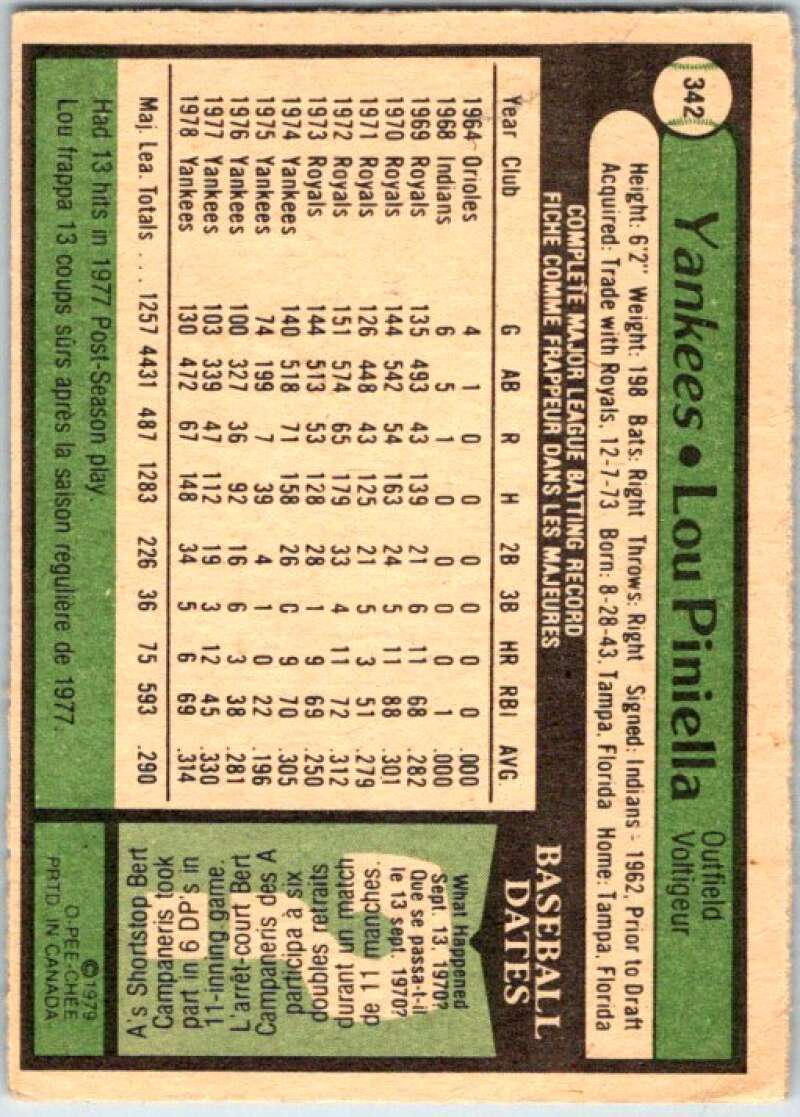 342
Yankees • Lou Piniella
Outfield
Voltigeur
Height: 6'2" Weight: 198 Bats: Right Throws: Right Signed: Indians - 1962, Prior to Draft
Acquired: Trade with Royals, 12-7-73 Born: 8-28-43, Tampa, Florida Home: Tampa, Florida
COMPLETE MAJOR LEAGUE BATTING RECORD
FICHE COMME FRAPPEUR DANS LES MAJEURES
Year Club G AB R H 2B 3B HR RBI AVG.
1964 Orioles 4 1 0 0 0 0 0 0 .000
1968 Indians 6 5 1 0 0 0 0 1 .000
1969 Royals 135 493 43 139 21 6 11 68 .282
1970 Royals 144 542 54 163 24 5 11 88 .301
1971 Royals 126 448 43 125 21 5 3 51 .279
1972 Royals 151 574 65 179 33 4 11 72 .312
1973 Royals 144 513 53 128 28 1 9 69 .250
1974 Yankees 140 518 71 158 26 0 9 70 .305
1975 Yankees 74 199 7 39 4 1 0 22 .196
1976 Yankees 100 327 36 92 16 6 3 38 .281
1977 Yankees 103 339 47 112 19 3 12 45 .330
1978 Yankees 130 472 67 148 34 5 6 69 .314
Maj. Lea. Totals . . . 1257 4431 487 1283 226 36 75 593 .290
Had 13 hits in 1977 Post-Season play.
Lou frappa 13 coups sûrs après la saison régulière de 1977.
BASEBALL
DATES
What Happened
Sept. 13, 1970?
Que se passa-t-il
le 13 sept. 1970?
A's Shortstop Bert
Campaneris took
part in 6 DP's in
11-inning game.
L'arrêt-court Bert
Campaneris des A
participa à six
doubles retraits
durant un match
de 11 manches.
©1979
O-PEE-CHEE
PRTD. IN CANADA